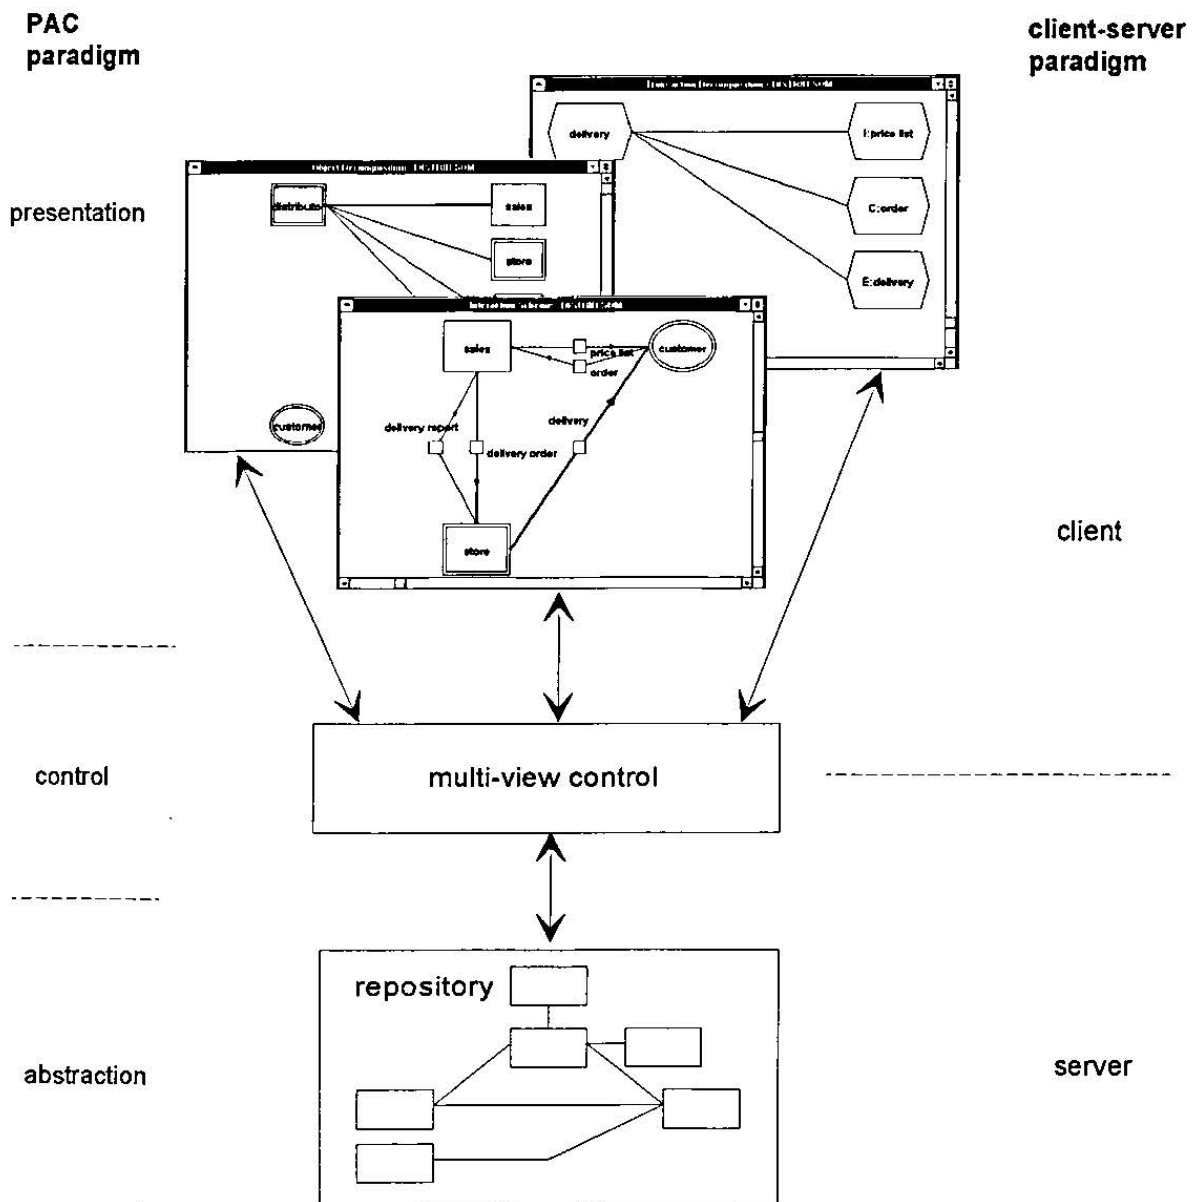 PAC
paradigm
client-server
paradigm
presentation
delivery
I:price list
C:order
E:delivery
distributo
sales
store
customer
sales
price list
order
customer
delivery report
delivery order
delivery
store
client
control
multi-view control
repository
abstraction
server